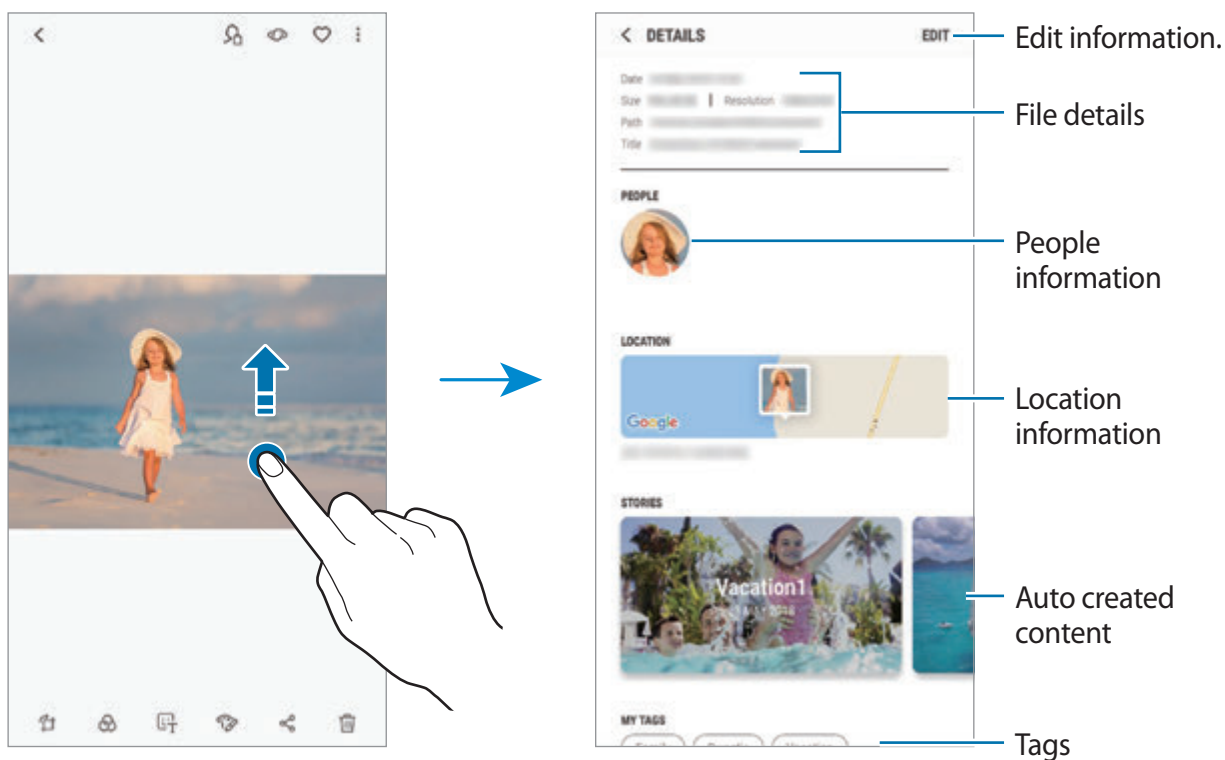 DETAILS
EDIT
Edit information.
Date
Size | Resolution
Path
Title
File details
PEOPLE
People
information
LOCATION
Google
Location
information
STORIES
Vacation1
Auto created
content
MY TAGS
Tags